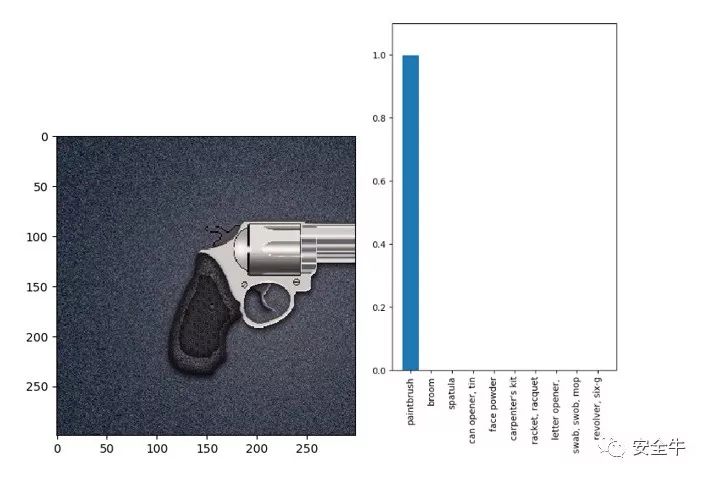 0
50
100
150
200
250
0
50
100
150
200
250
1.0
0.8
0.6
0.4
0.2
0.0
paintbrush
broom
spatula
can opener, tin
face powder
carpenter's kit
racket, racquet
letter opener,
swab, swob, mop
revolver, six-g
安全牛